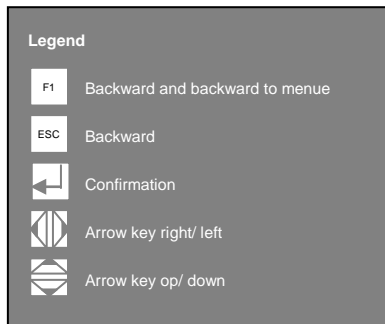 Legend
F1 Backward and backward to menue
ESC Backward
Confirmation
Arrow key right/ left
Arrow key op/ down